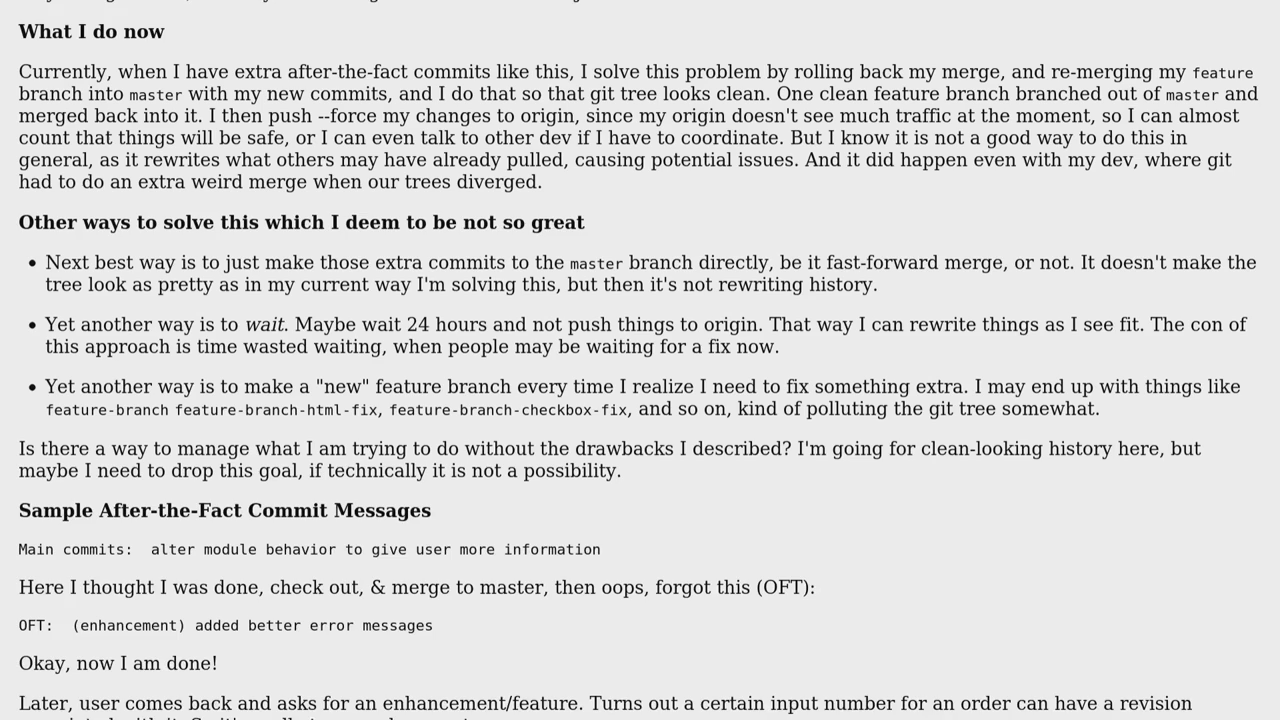 What I do now
Currently, when I have extra after-the-fact commits like this, I solve this problem by rolling back my merge, and re-merging my feature
branch into master with my new commits, and I do that so that git tree looks clean. One clean feature branch branched out of master and
merged back into it. I then push --force my changes to origin, since my origin doesn't see much traffic at the moment, so I can almost
count that things will be safe, or I can even talk to other dev if I have to coordinate. But I know it is not a good way to do this in
general, as it rewrites what others may have already pulled, causing potential issues. And it did happen even with my dev, where git
had to do an extra weird merge when our trees diverged.
Other ways to solve this which I deem to be not so great
• Next best way is to just make those extra commits to the master branch directly, be it fast-forward merge, or not. It doesn't make the
tree look as pretty as in my current way I'm solving this, but then it's not rewriting history.
• Yet another way is to wait. Maybe wait 24 hours and not push things to origin. That way I can rewrite things as I see fit. The con of
this approach is time wasted waiting, when people may be waiting for a fix now.
• Yet another way is to make a "new" feature branch every time I realize I need to fix something extra. I may end up with things like
feature-branch feature-branch-html-fix, feature-branch-checkbox-fix, and so on, kind of polluting the git tree somewhat.
Is there a way to manage what I am trying to do without the drawbacks I described? I'm going for clean-looking history here, but
maybe I need to drop this goal, if technically it is not a possibility.
Sample After-the-Fact Commit Messages
Main commits:  alter module behavior to give user more information
Here I thought I was done, check out, & merge to master, then oops, forgot this (OFT):
OFT:  (enhancement) added better error messages
Okay, now I am done!
Later, user comes back and asks for an enhancement/feature. Turns out a certain input number for an order can have a revision